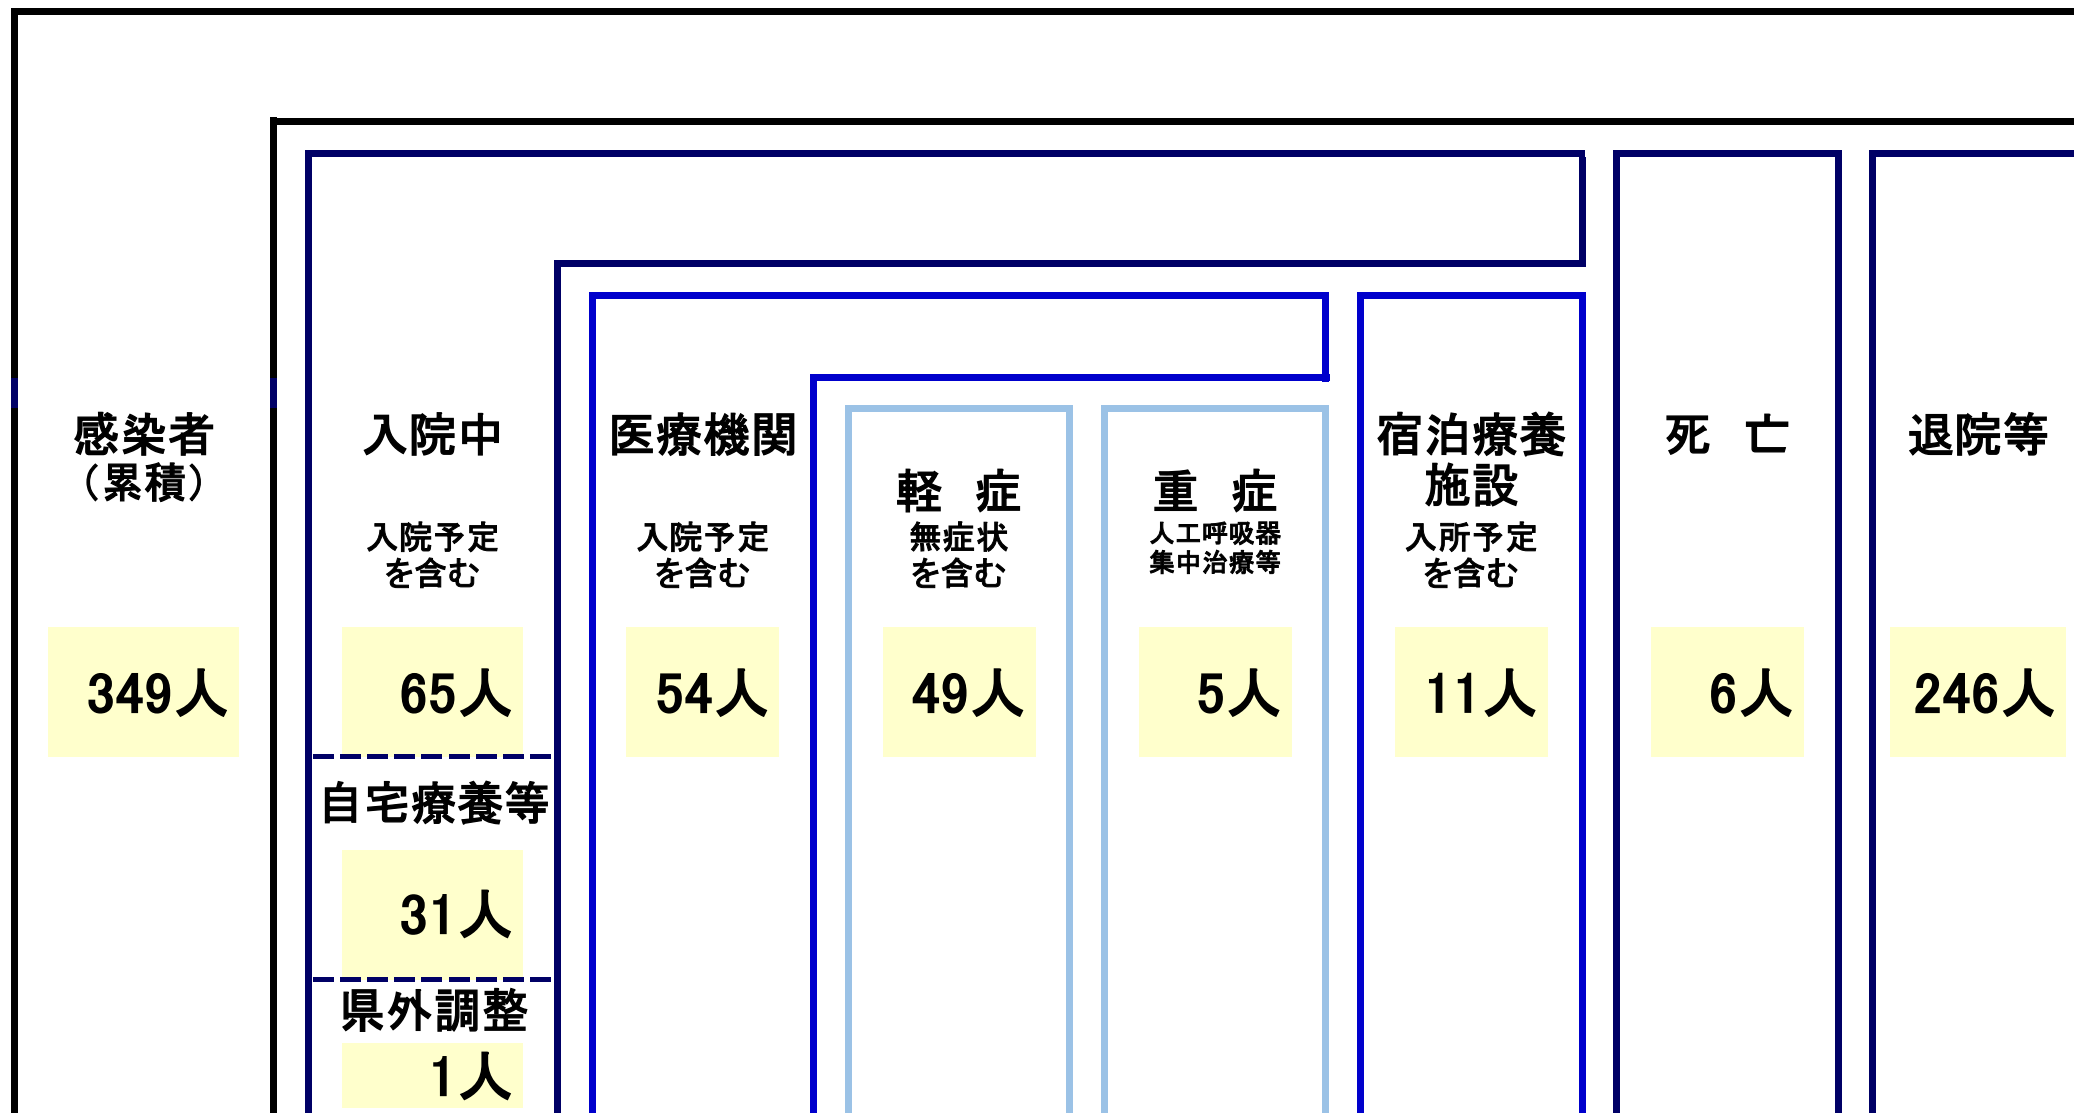 感染者
（累積）
349人
入院中
入院予定
を含む
65人
自宅療養等
31人
県外調整
1人
医療機関
入院予定
を含む
54人
軽 症
無症状
を含む
49人
重 症
人工呼吸器
集中治療等
5人
宿泊療養
施設
入所予定
を含む
11人
死 亡
6人
退院等
246人